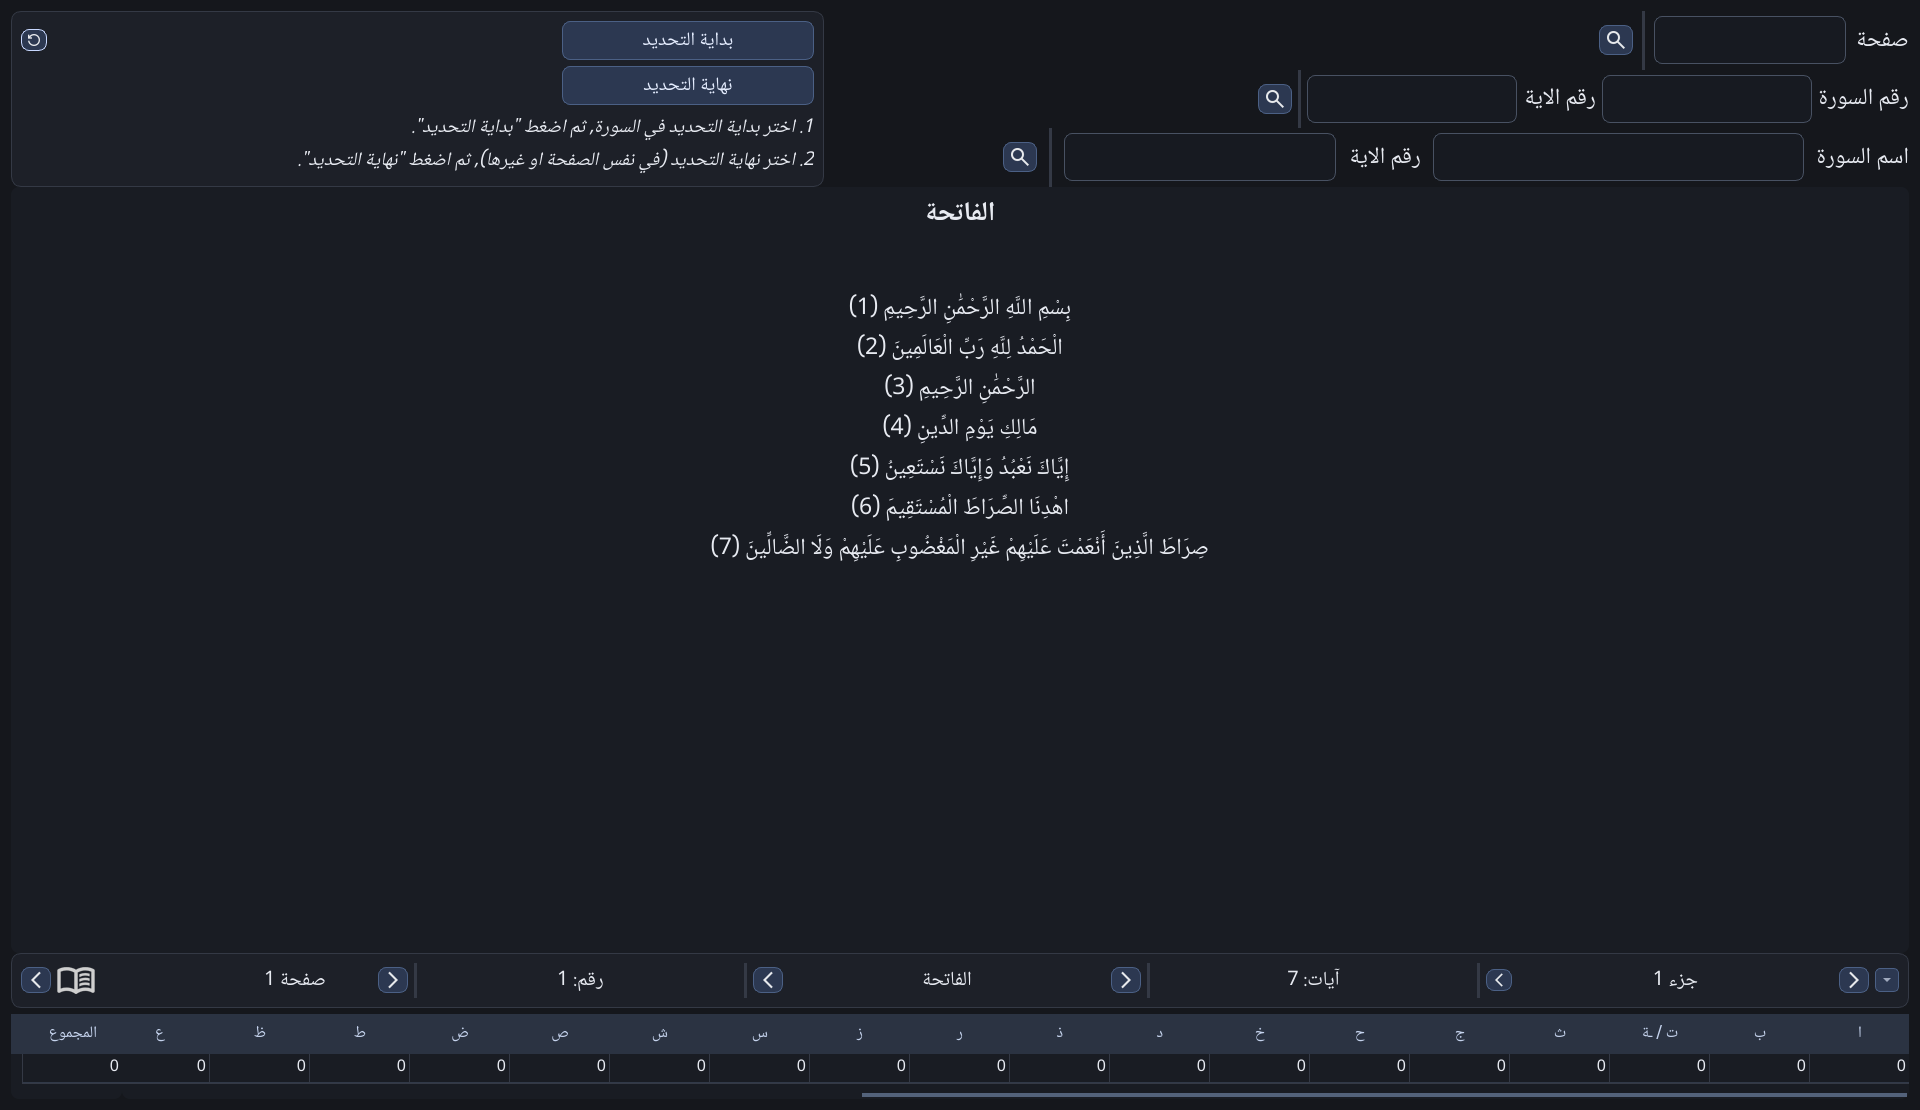 صفحة
رقم السورة
رقم الاية
اسم السورة
رقم الاية
بداية التحديد
نهاية التحديد
1. اختر بداية التحديد في السورة, ثم اضغط "بداية التحديد".
2. اختر نهاية التحديد (في نفس الصفحة او غيرها), ثم اضغط "نهاية التحديد".
الفاتحة
بِسْمِ اللَّهِ الرَّحْمَٰنِ الرَّحِيمِ (1)
الْحَمْدُ لِلَّهِ رَبِّ الْعَالَمِينَ (2)
الرَّحْمَٰنِ الرَّحِيمِ (3)
مَالِكِ يَوْمِ الدِّينِ (4)
إِيَّاكَ نَعْبُدُ وَإِيَّاكَ نَسْتَعِينُ (5)
اهْدِنَا الصِّرَاطَ الْمُسْتَقِيمَ (6)
صِرَاطَ الَّذِينَ أَنْعَمْتَ عَلَيْهِمْ غَيْرِ الْمَغْضُوبِ عَلَيْهِمْ وَلَا الضَّالِّينَ (7)
جزء 1
آيات: 7
الفاتحة
رقم: 1
صفحة 1
ا ب ت / ـة ث ج ح خ د ذ ر ز س ش ص ض ط ظ ع المجموع
0 0 0 0 0 0 0 0 0 0 0 0 0 0 0 0 0 0 0